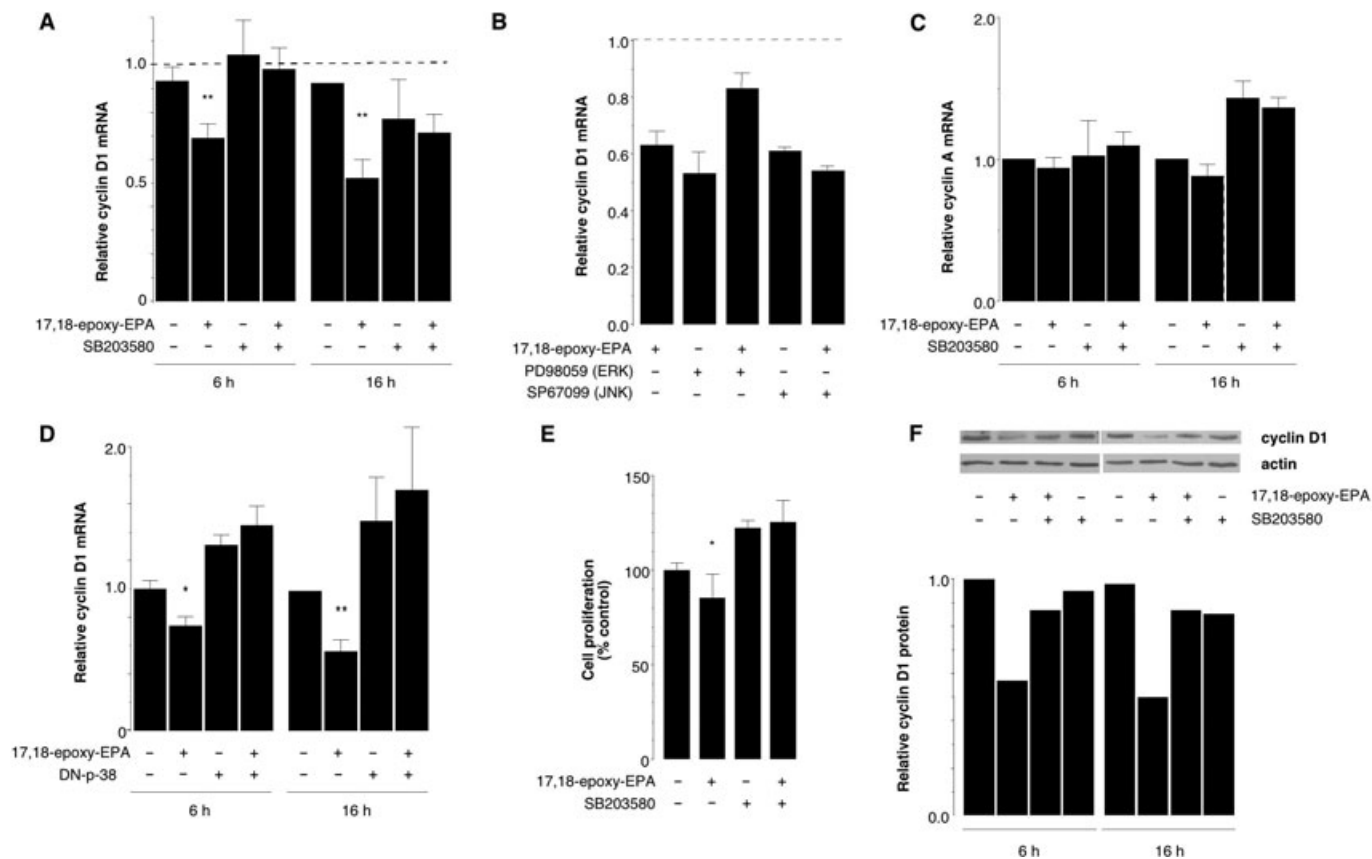 A
Relative cyclin D1 mRNA
1.0
0.5
0
** **
17,18-epoxy-EPA – + – + – + – +
SB203580 – – + + – – + +
6 h 16 h
B
Relative cyclin D1 mRNA
1.0
0.8
0.6
0.4
0.2
0.0
17,18-epoxy-EPA + – + – +
PD98059 (ERK) – + + – –
SP67099 (JNK) – – – + +
C
Relative cyclin A mRNA
2.0
1.0
0.0
17,18-epoxy-EPA – + – + – + – +
SB203580 – – + + – – + +
6 h 16 h
D
Relative cyclin D1 mRNA
2.0
1.0
0
* **
17,18-epoxy-EPA – + – + – + – +
DN-p-38 – – + + – – + +
6 h 16 h
E
Cell proliferation
(% control)
150
100
50
0
*
17,18-epoxy-EPA – + – +
SB203580 – – + +
F
cyclin D1
actin
– + + – – + + – 17,18-epoxy-EPA
– – + + – – + + SB203580
Relative cyclin D1 protein
1.0
0.0
6 h 16 h